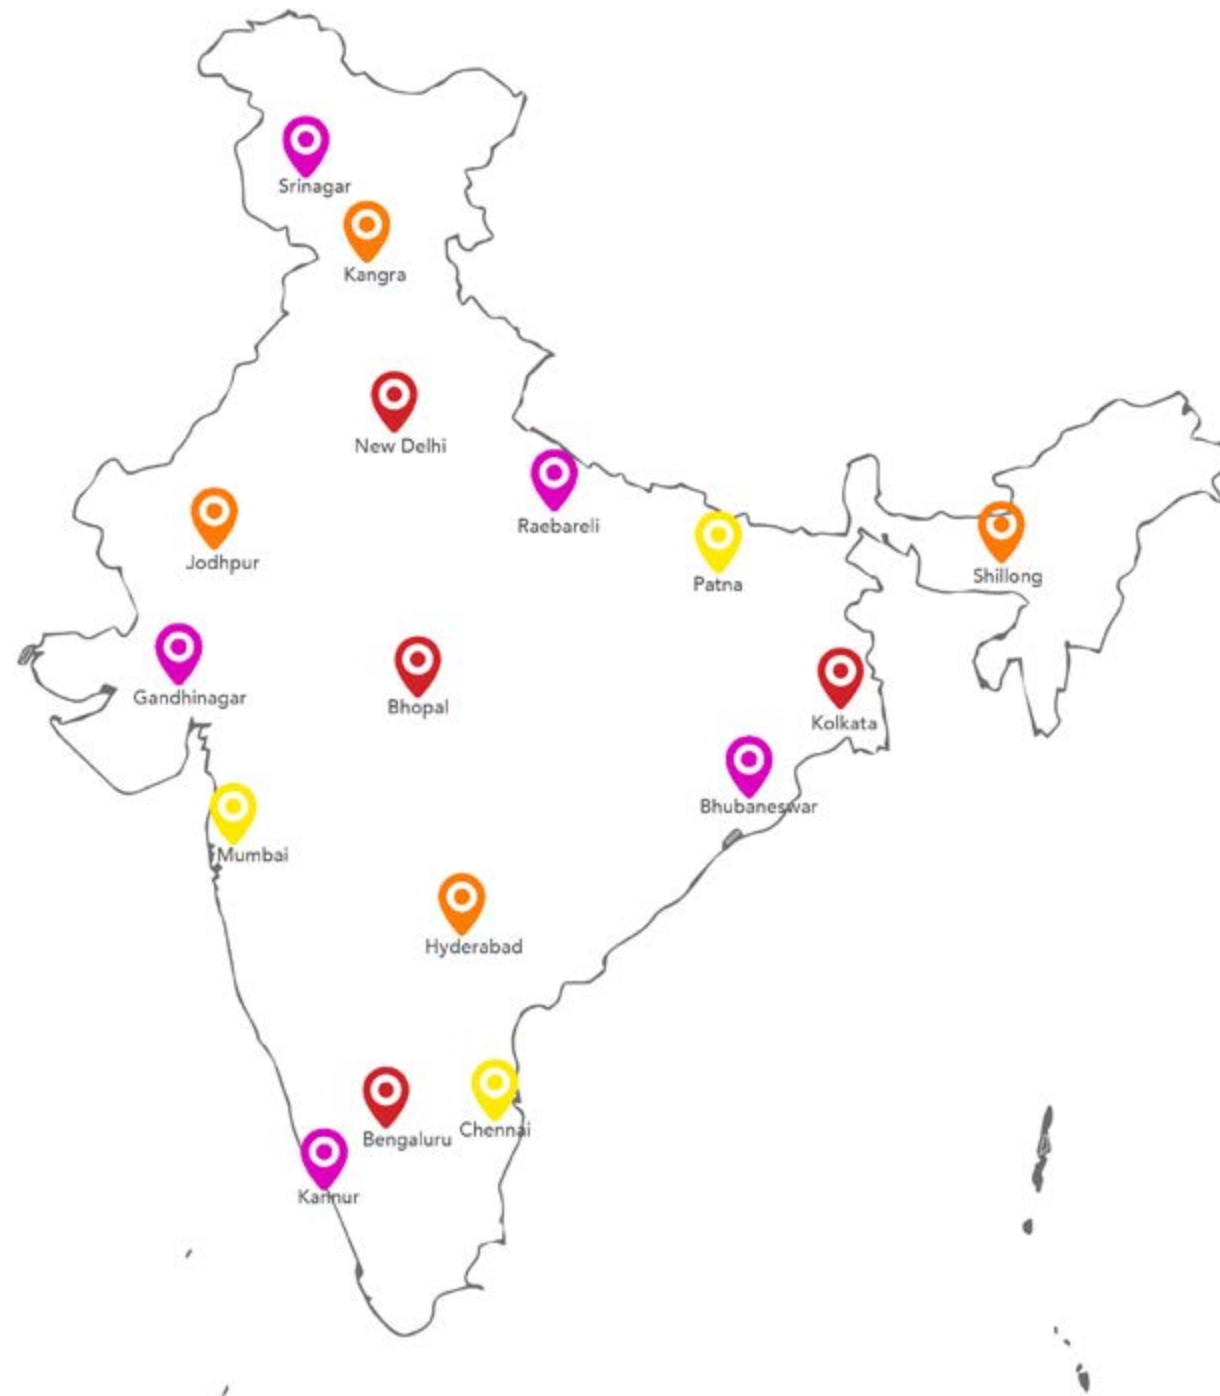 Srinagar
Kangra
New Delhi
Raebareli
Jodhpur
Shillong
Patna
Gandhinagar
Bhopal
Kolkata
Bhubaneswar
Mumbai
Hyderabad
Chennai
Bengaluru
Kannur